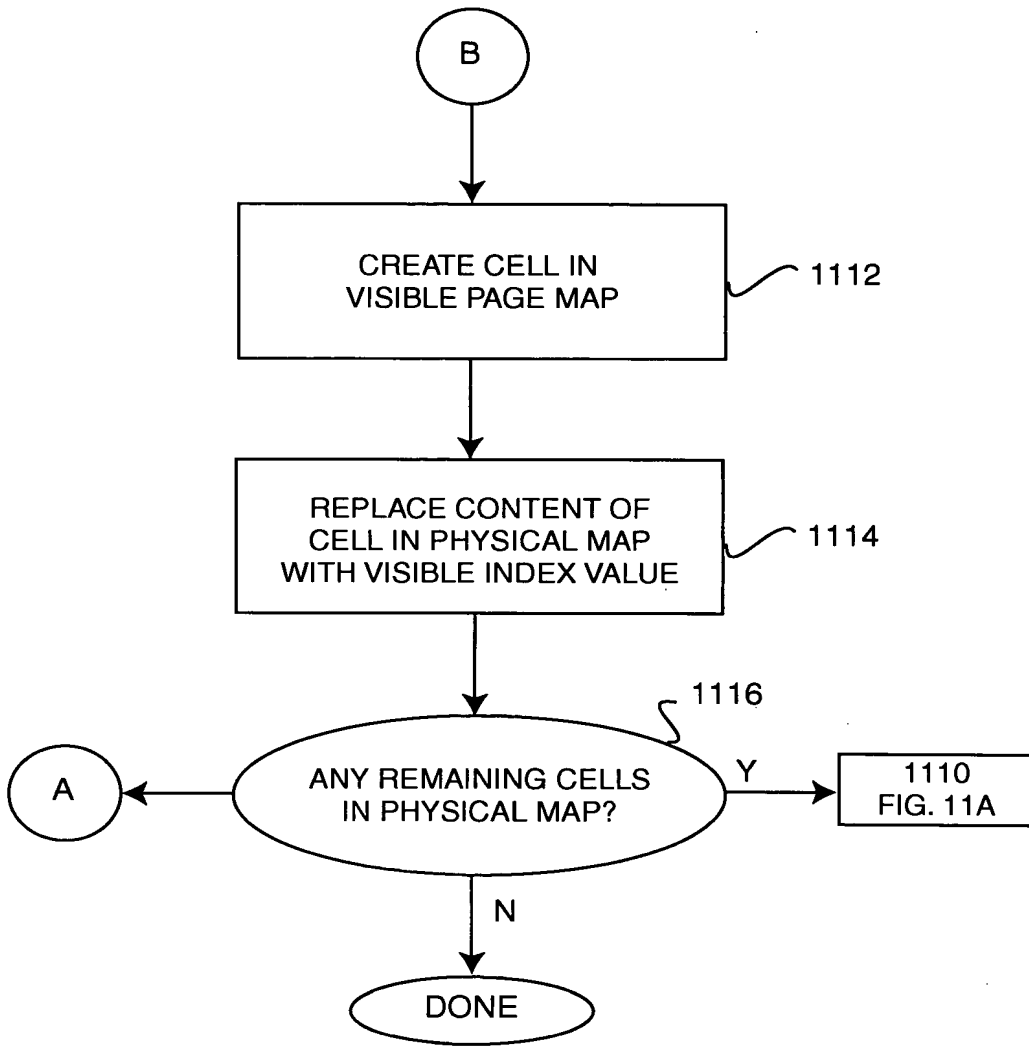 B
CREATE CELL IN
VISIBLE PAGE MAP
1112
REPLACE CONTENT OF
CELL IN PHYSICAL MAP
WITH VISIBLE INDEX VALUE
1114
1116
A
ANY REMAINING CELLS
IN PHYSICAL MAP?
Y
1110
FIG. 11A
N
DONE